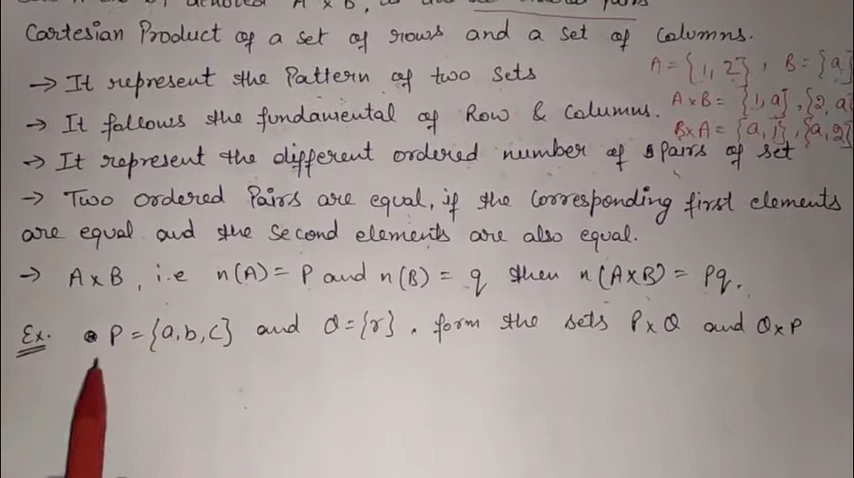 A × B,
Cartesian Product of a set of rows and a set of Columns.
→ It represent the Pattern of two sets
A = {1, 2}, B = {a}
→ It follows the fundamental of Row & Columns.
A×B = {1, a}, {2, a}
B×A = {a, 1}, {a, 2}
→ It represent the different ordered number of Pairs of set
→ Two ordered Pairs are equal, if the Corresponding first elements
are equal and the second elements are also equal.
→ A×B, i.e n(A) = P and n(B) = q then n(A×B) = Pq.
Ex. P = {a, b, c} and Q = {r}. form the sets P×Q and Q×P